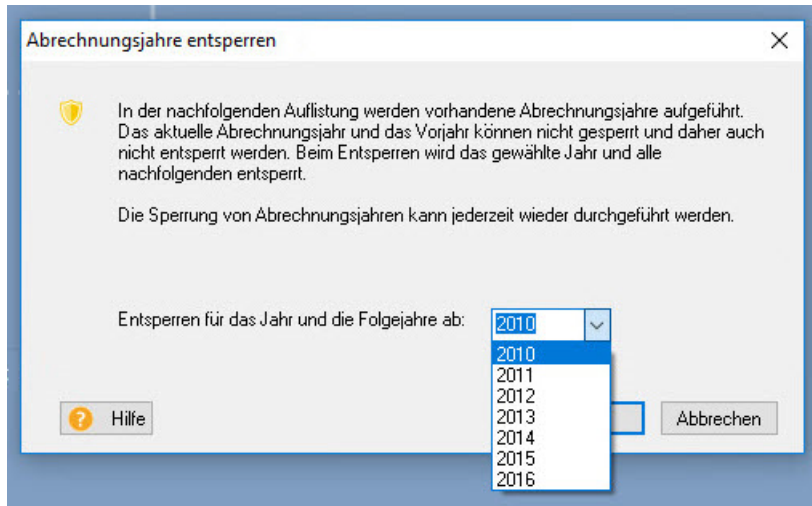 Abrechnungsjahre entsperren
In der nachfolgenden Auflistung werden vorhandene Abrechnungsjahre aufgeführt.
Das aktuelle Abrechnungsjahr und das Vorjahr können nicht gesperrt und daher auch
nicht entsperrt werden. Beim Entsperren wird das gewählte Jahr und alle
nachfolgenden entsperrt.
Die Sperrung von Abrechnungsjahren kann jederzeit wieder durchgeführt werden.
Entsperren für das Jahr und die Folgejahre ab: 2010
2010
2011
2012
2013
2014
2015
2016
Hilfe
Abbrechen